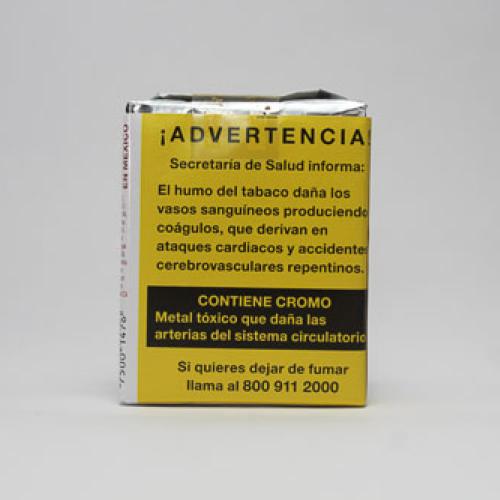 ¡ADVERTENCIA!
Secretaría de Salud informa:
El humo del tabaco daña los
vasos sanguíneos produciendo
coágulos, que derivan en
ataques cardiacos y accidentes
cerebrovasculares repentinos.
CONTIENE CROMO
Metal tóxico que daña las
arterias del sistema circulatorio
Si quieres dejar de fumar
llama al 800 911 2000
EN MÉXICO